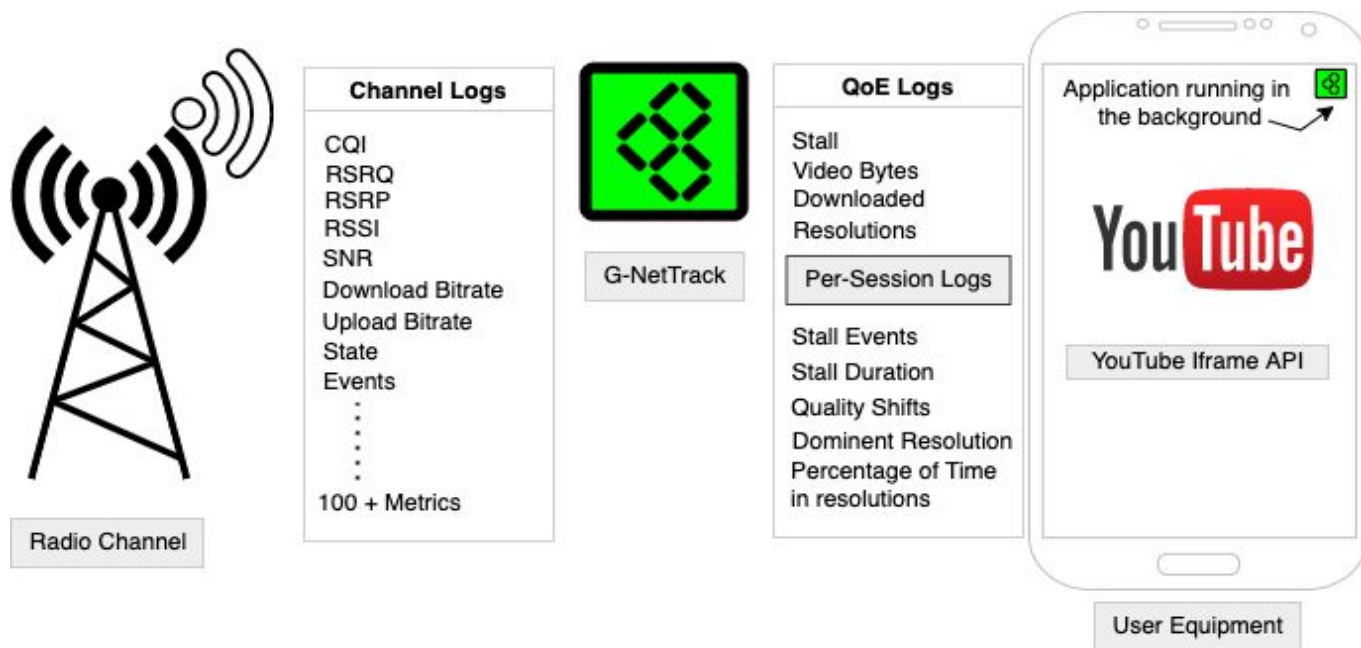 Radio Channel
Channel Logs
CQI
RSRQ
RSRP
RSSI
SNR
Download Bitrate
Upload Bitrate
State
Events
100 + Metrics
G-NetTrack
QoE Logs
Stall
Video Bytes
Downloaded
Resolutions
Per-Session Logs
Stall Events
Stall Duration
Quality Shifts
Dominent Resolution
Percentage of Time
in resolutions
Application running in
the background
YouTube
YouTube Iframe API
User Equipment